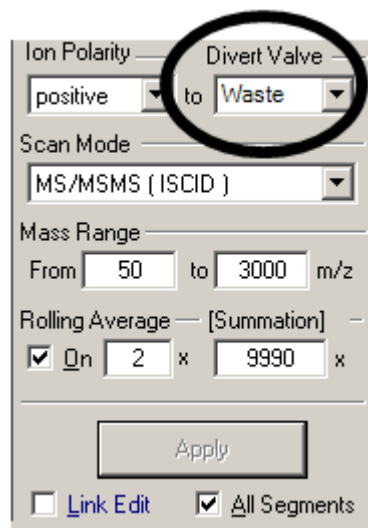 Ion Polarity Divert Valve
positive to Waste
Scan Mode
MS/MSMS ( ISCID )
Mass Range
From 50 to 3000 m/z
Rolling Average [Summation]
On 2 x 9990 x
Apply
Link Edit All Segments